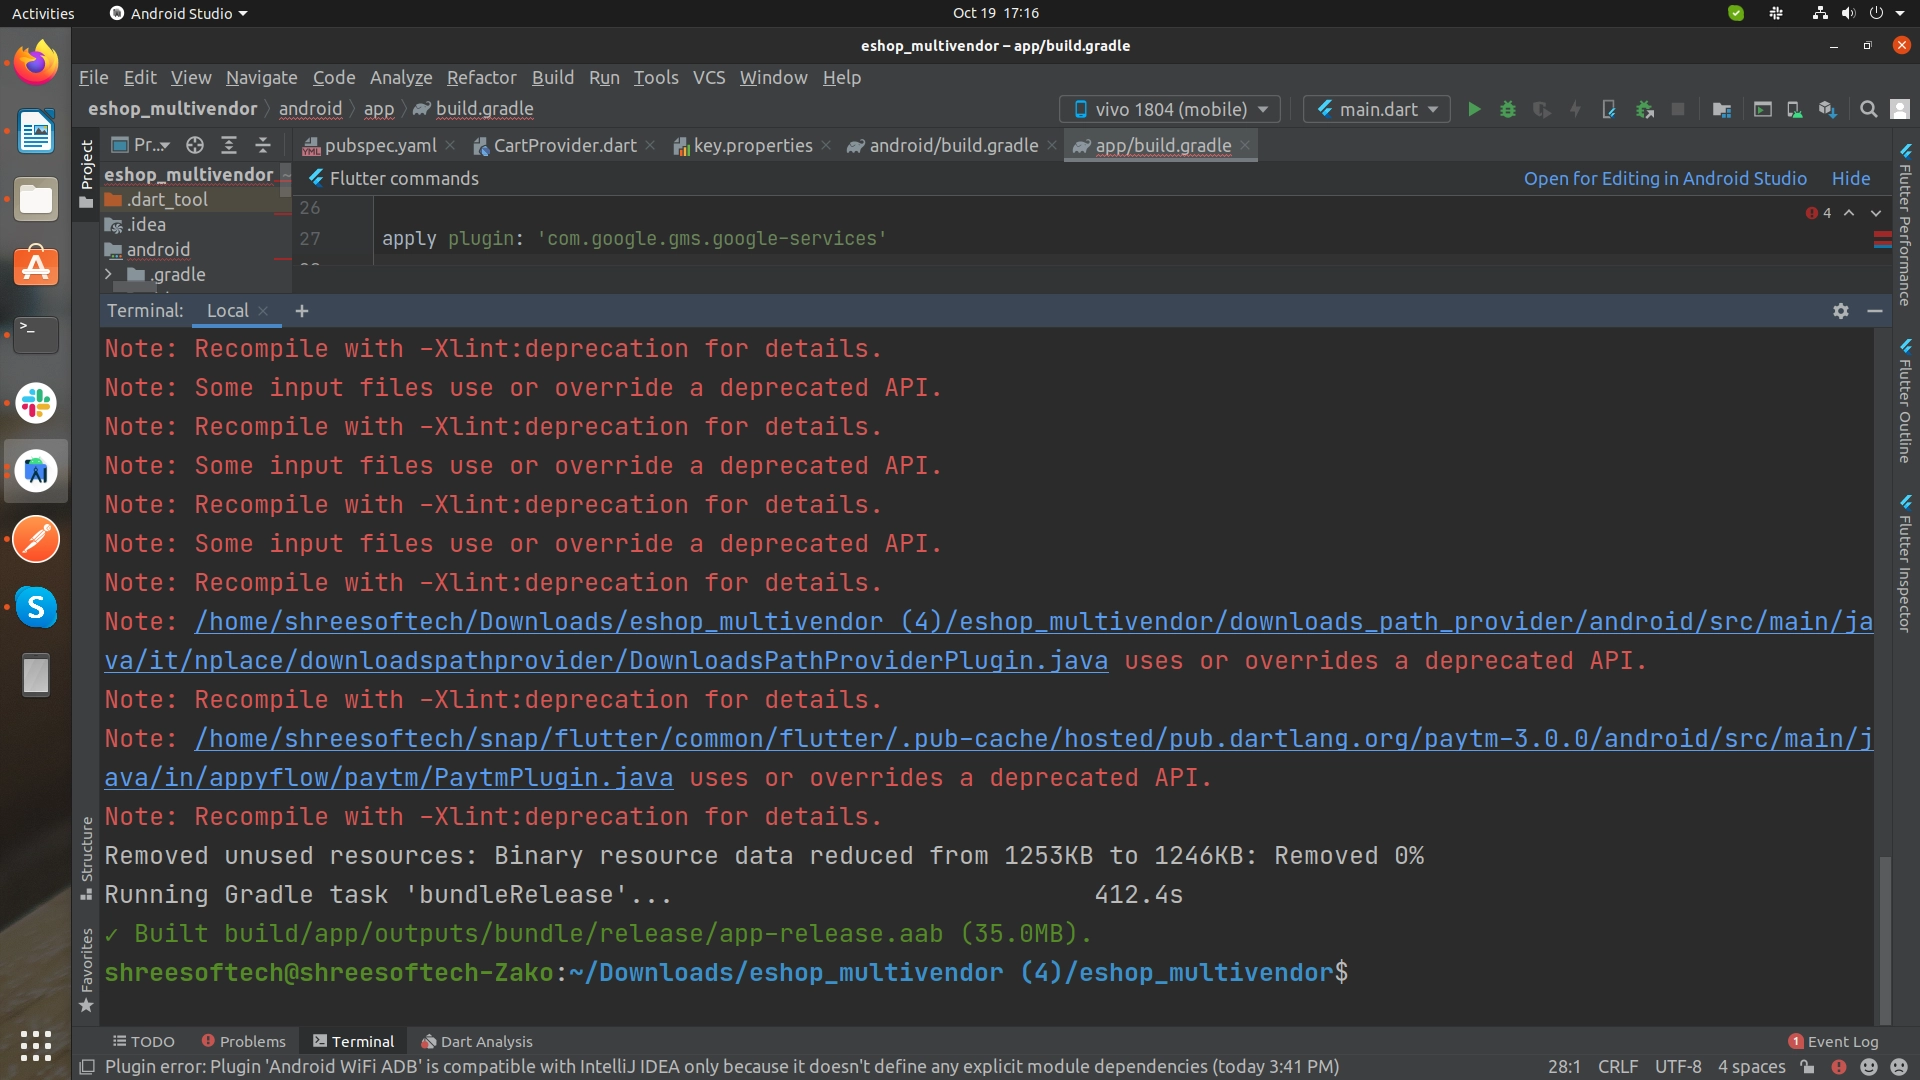 Activities
Android Studio
Oct 19 17:16
eshop_multivendor – app/build.gradle
File Edit View Navigate Code Analyze Refactor Build Run Tools VCS Window Help
eshop_multivendor android app build.gradle
vivo 1804 (mobile)
main.dart
Project
Pr...
pubspec.yaml
CartProvider.dart
key.properties
android/build.gradle
app/build.gradle
eshop_multivendor
.dart_tool
.idea
android
.gradle
Flutter commands
Open for Editing in Android Studio
Hide
26
27 apply plugin: 'com.google.gms.google-services'
4
Flutter Performance
Flutter Outline
Flutter Inspector
Terminal: Local +
Note: Recompile with -Xlint:deprecation for details.
Note: Some input files use or override a deprecated API.
Note: Recompile with -Xlint:deprecation for details.
Note: Some input files use or override a deprecated API.
Note: Recompile with -Xlint:deprecation for details.
Note: Some input files use or override a deprecated API.
Note: Recompile with -Xlint:deprecation for details.
Note: /home/shreesoftech/Downloads/eshop_multivendor (4)/eshop_multivendor/downloads_path_provider/android/src/main/ja
va/it/nplace/downloadspathprovider/DownloadsPathProviderPlugin.java uses or overrides a deprecated API.
Note: Recompile with -Xlint:deprecation for details.
Note: /home/shreesoftech/snap/flutter/common/flutter/.pub-cache/hosted/pub.dartlang.org/paytm-3.0.0/android/src/main/j
ava/in/appyflow/paytm/PaytmPlugin.java uses or overrides a deprecated API.
Note: Recompile with -Xlint:deprecation for details.
Removed unused resources: Binary resource data reduced from 1253KB to 1246KB: Removed 0%
Running Gradle task 'bundleRelease'... 412.4s
✓ Built build/app/outputs/bundle/release/app-release.aab (35.0MB).
shreesoftech@shreesoftech-Zako:~/Downloads/eshop_multivendor (4)/eshop_multivendor$
Structure
Favorites
TODO
Problems
Terminal
Dart Analysis
1 Event Log
Plugin error: Plugin 'Android WiFi ADB' is compatible with IntelliJ IDEA only because it doesn't define any explicit module dependencies (today 3:41 PM)
28:1 CRLF UTF-8 4 spaces